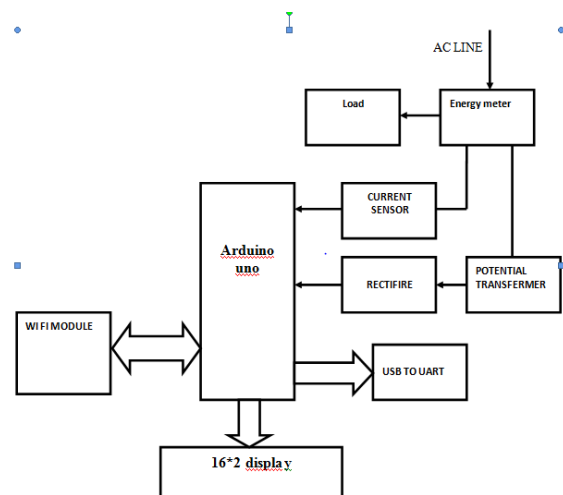 AC LINE
Load
Energy meter
CURRENT
SENSOR
Arduino
uno
RECTIFIRE
POTENTIAL
TRANSFERMER
WI FI MODULE
USB TO UART
16*2 display